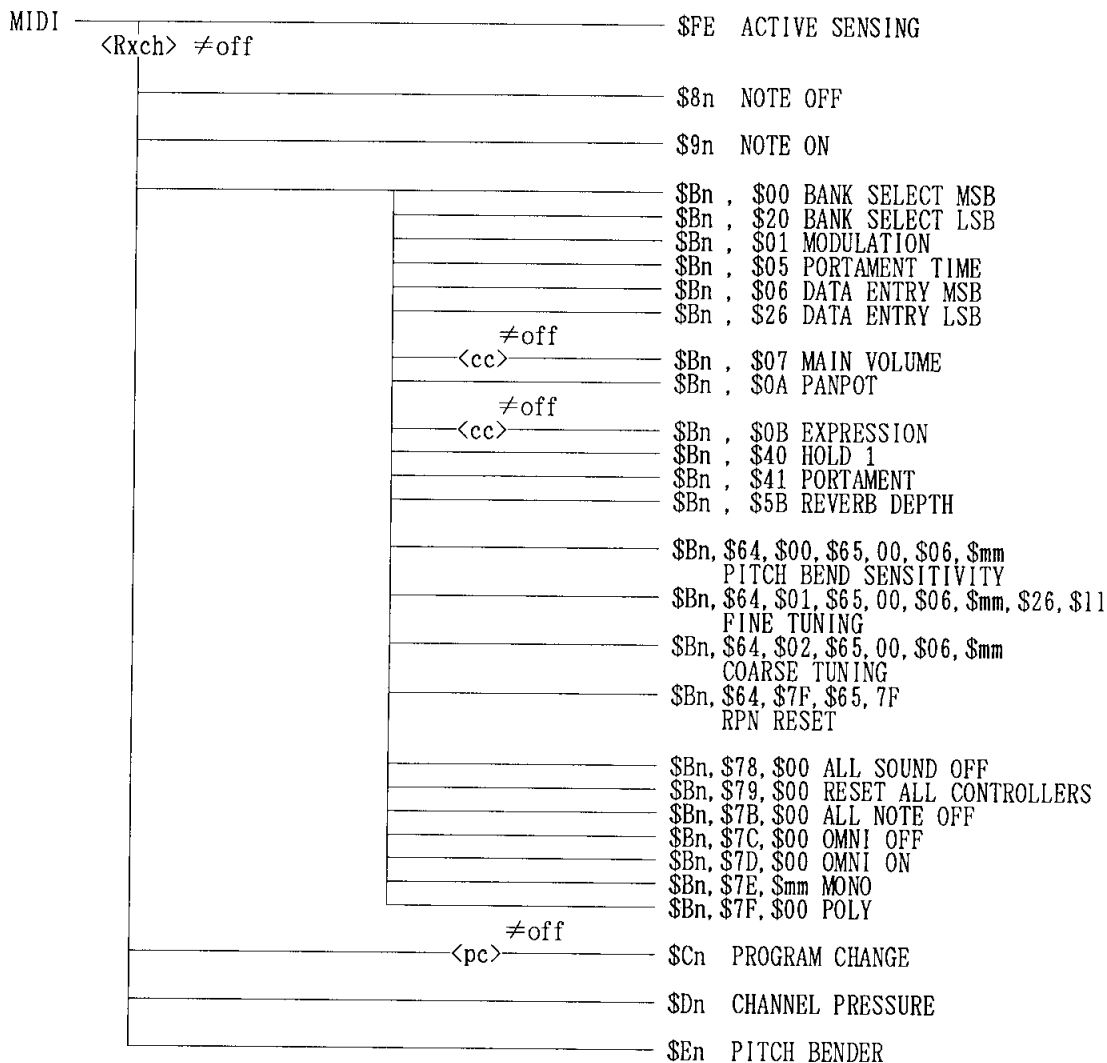 MIDI $FE ACTIVE SENSING
<Rxch> ≠off
$8n NOTE OFF
$9n NOTE ON
$Bn , $00 BANK SELECT MSB
$Bn , $20 BANK SELECT LSB
$Bn , $01 MODULATION
$Bn , $05 PORTAMENT TIME
$Bn , $06 DATA ENTRY MSB
$Bn , $26 DATA ENTRY LSB
≠off
<cc> $Bn , $07 MAIN VOLUME
$Bn , $0A PANPOT
≠off
<cc> $Bn , $0B EXPRESSION
$Bn , $40 HOLD 1
$Bn , $41 PORTAMENT
$Bn , $5B REVERB DEPTH
$Bn, $64, $00, $65, 00, $06, $mm
PITCH BEND SENSITIVITY
$Bn, $64, $01, $65, 00, $06, $mm, $26, $ll
FINE TUNING
$Bn, $64, $02, $65, 00, $06, $mm
COARSE TUNING
$Bn, $64, $7F, $65, 7F
RPN RESET
$Bn, $78, $00 ALL SOUND OFF
$Bn, $79, $00 RESET ALL CONTROLLERS
$Bn, $7B, $00 ALL NOTE OFF
$Bn, $7C, $00 OMNI OFF
$Bn, $7D, $00 OMNI ON
$Bn, $7E, $mm MONO
$Bn, $7F, $00 POLY
≠off
<pc> $Cn PROGRAM CHANGE
$Dn CHANNEL PRESSURE
$En PITCH BENDER